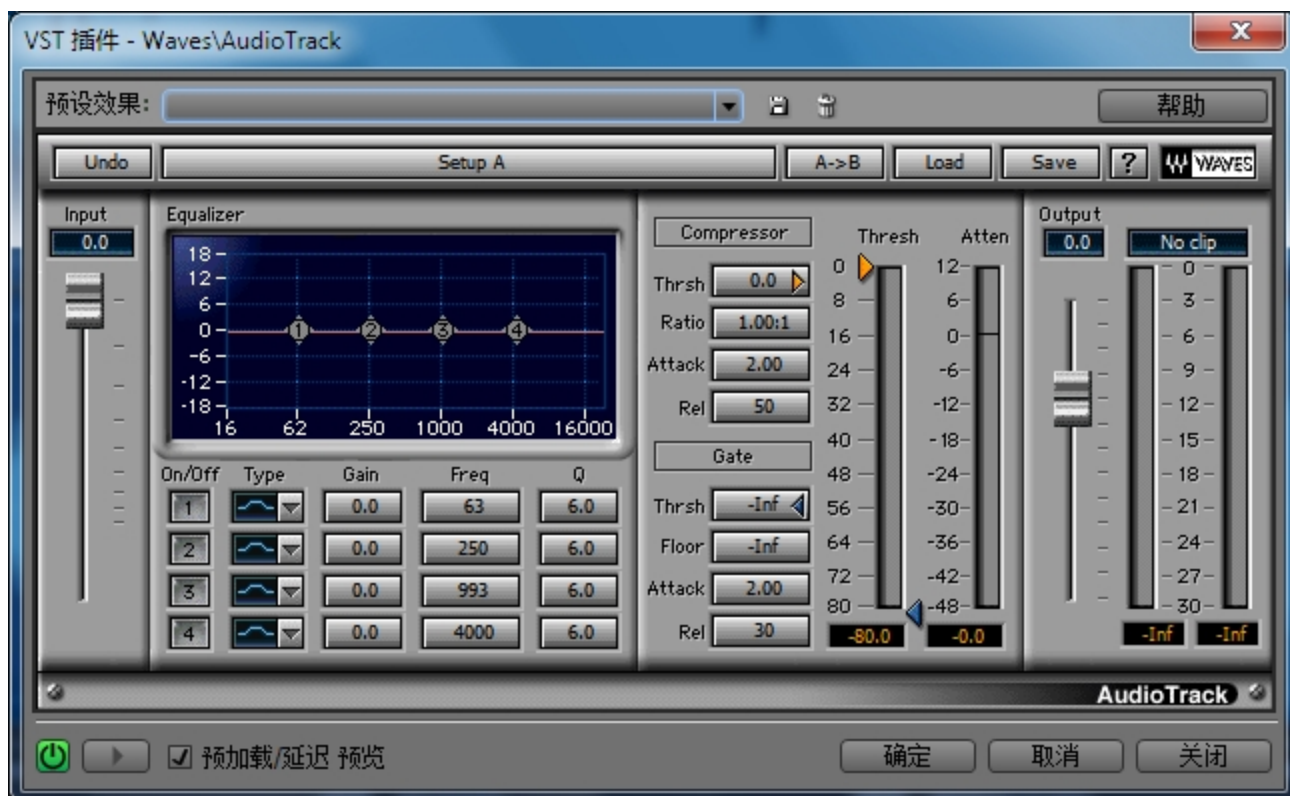 VST 插件 - Waves\AudioTrack
预设效果:
帮助
Undo Setup A A->B Load Save ? WAVES
Input
0.0
Equalizer
18
12
6
0
-6
-12
-18
1 2 3 4
16 62 250 1000 4000 16000
On/Off Type Gain Freq Q
1 0.0 63 6.0
2 0.0 250 6.0
3 0.0 993 6.0
4 0.0 4000 6.0
Compressor
Thrsh 0.0
Ratio 1.00:1
Attack 2.00
Rel 50
Gate
Thrsh -Inf
Floor -Inf
Attack 2.00
Rel 30
Thresh Atten
0 12
8 6
16 0
24 -6
32 -12
40 -18
48 -24
56 -30
64 -36
72 -42
80 -48
-80.0 -0.0
Output
0.0 No clip
0
3
6
9
12
15
18
21
24
27
30
-Inf -Inf
AudioTrack
预加载/延迟 预览
确定 取消 关闭